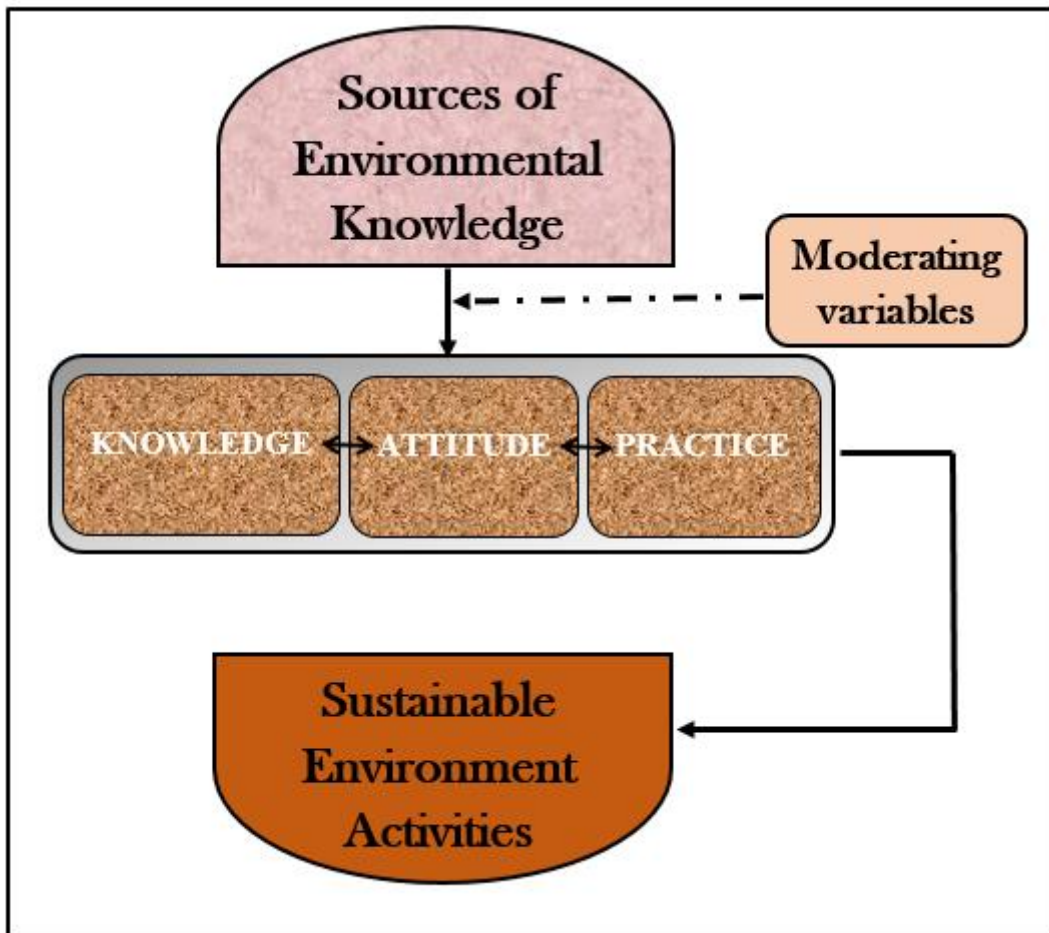 Sources of
Environmental
Knowledge
Moderating
variables
KNOWLEDGE
ATTITUDE
PRACTICE
Sustainable
Environment
Activities